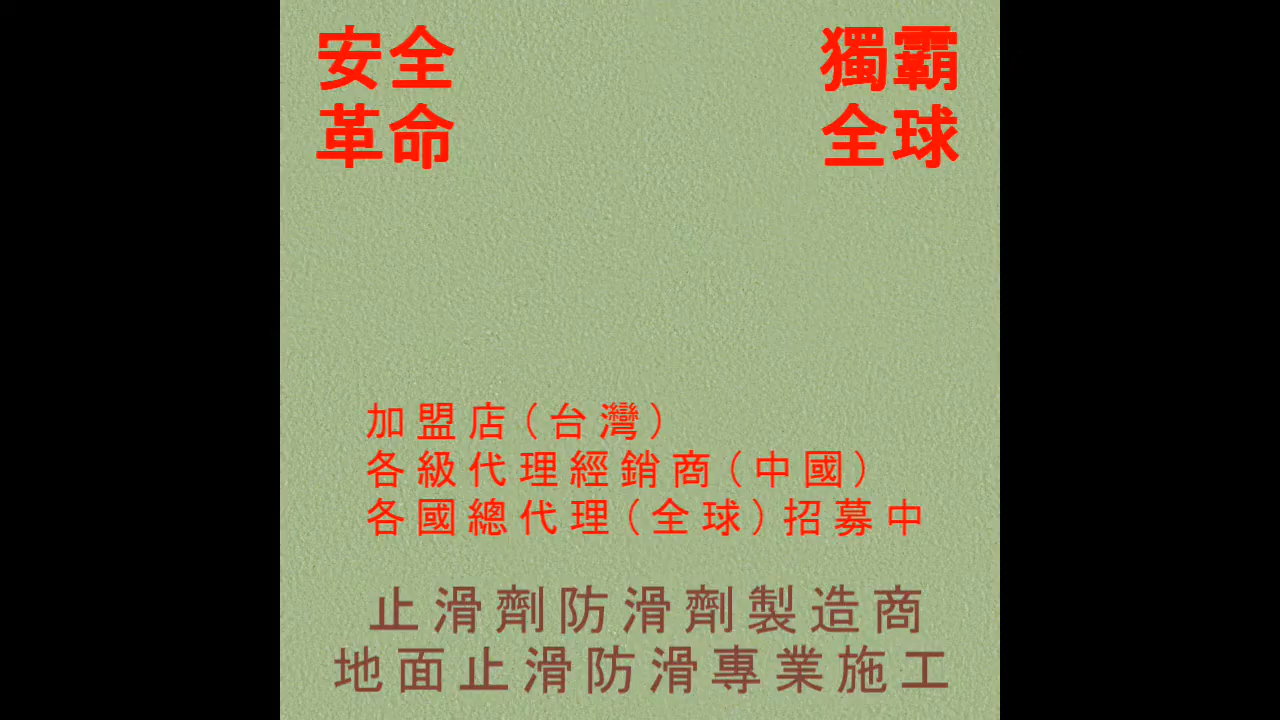 安全
革命
獨霸
全球
加盟店(台灣)
各級代理經銷商(中國)
各國總代理(全球)招募中
止滑劑防滑劑製造商
地面止滑防滑專業施工